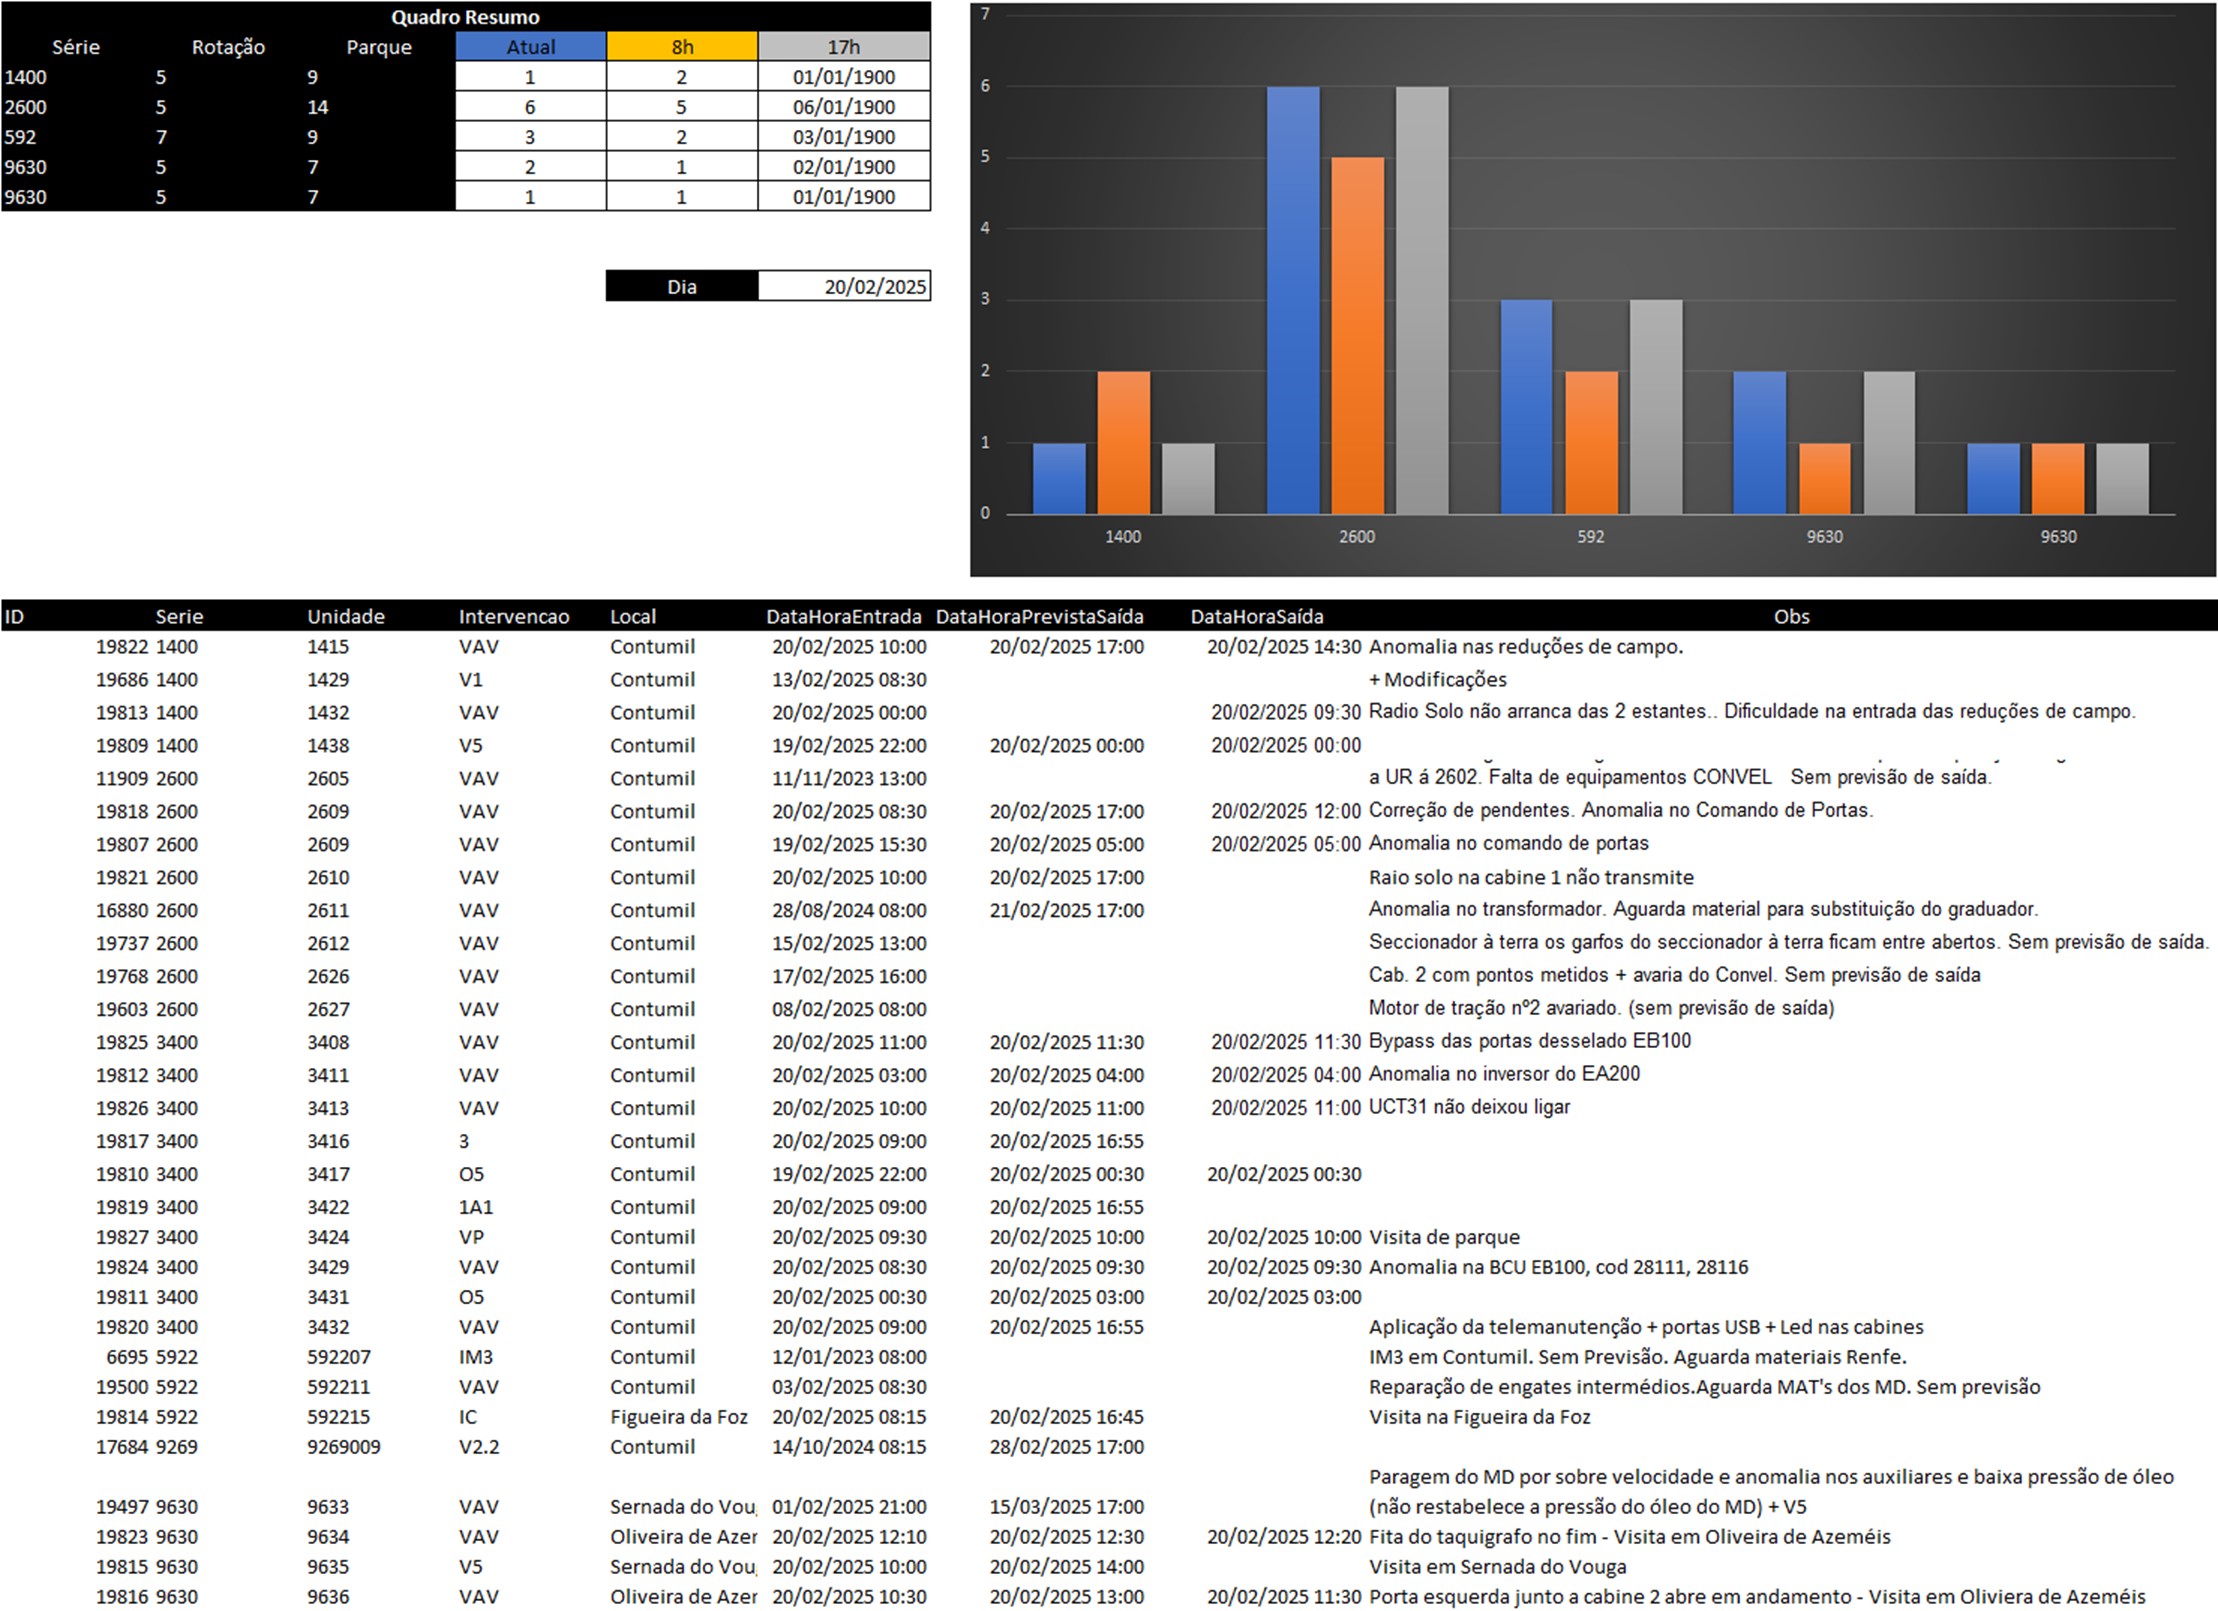 Quadro Resumo
Série Rotação Parque Atual 8h 17h
1400 5 9 1 2 01/01/1900
2600 5 14 6 5 06/01/1900
592 7 9 3 2 03/01/1900
9630 5 7 2 1 02/01/1900
9630 5 7 1 1 01/01/1900
Dia 20/02/2025
7
6
5
4
3
2
1
0
1400 2600 592 9630 9630
ID Serie Unidade Intervencao Local DataHoraEntrada DataHoraPrevistaSaída DataHoraSaída Obs
19822 1400 1415 VAV Contumil 20/02/2025 10:00 20/02/2025 17:00 20/02/2025 14:30 Anomalia nas reduções de campo.
19686 1400 1429 V1 Contumil 13/02/2025 08:30 + Modificações
19813 1400 1432 VAV Contumil 20/02/2025 00:00 20/02/2025 09:30 Radio Solo não arranca das 2 estantes.. Dificuldade na entrada das reduções de campo.
19809 1400 1438 V5 Contumil 19/02/2025 22:00 20/02/2025 00:00 20/02/2025 00:00
11909 2600 2605 VAV Contumil 11/11/2023 13:00 a UR á 2602. Falta de equipamentos CONVEL Sem previsão de saída.
19818 2600 2609 VAV Contumil 20/02/2025 08:30 20/02/2025 17:00 20/02/2025 12:00 Correção de pendentes. Anomalia no Comando de Portas.
19807 2600 2609 VAV Contumil 19/02/2025 15:30 20/02/2025 05:00 20/02/2025 05:00 Anomalia no comando de portas
19821 2600 2610 VAV Contumil 20/02/2025 10:00 20/02/2025 17:00 Raio solo na cabine 1 não transmite
16880 2600 2611 VAV Contumil 28/08/2024 08:00 21/02/2025 17:00 Anomalia no transformador. Aguarda material para substituição do graduador.
19737 2600 2612 VAV Contumil 15/02/2025 13:00 Seccionador à terra os garfos do seccionador à terra ficam entre abertos. Sem previsão de saída.
19768 2600 2626 VAV Contumil 17/02/2025 16:00 Cab. 2 com pontos metidos + avaria do Convel. Sem previsão de saída
19603 2600 2627 VAV Contumil 08/02/2025 08:00 Motor de tração nº2 avariado. (sem previsão de saída)
19825 3400 3408 VAV Contumil 20/02/2025 11:00 20/02/2025 11:30 20/02/2025 11:30 Bypass das portas desselado EB100
19812 3400 3411 VAV Contumil 20/02/2025 03:00 20/02/2025 04:00 20/02/2025 04:00 Anomalia no inversor do EA200
19826 3400 3413 VAV Contumil 20/02/2025 10:00 20/02/2025 11:00 20/02/2025 11:00 UCT31 não deixou ligar
19817 3400 3416 3 Contumil 20/02/2025 09:00 20/02/2025 16:55
19810 3400 3417 O5 Contumil 19/02/2025 22:00 20/02/2025 00:30 20/02/2025 00:30
19819 3400 3422 1A1 Contumil 20/02/2025 09:00 20/02/2025 16:55
19827 3400 3424 VP Contumil 20/02/2025 09:30 20/02/2025 10:00 20/02/2025 10:00 Visita de parque
19824 3400 3429 VAV Contumil 20/02/2025 08:30 20/02/2025 09:30 20/02/2025 09:30 Anomalia na BCU EB100, cod 28111, 28116
19811 3400 3431 O5 Contumil 20/02/2025 00:30 20/02/2025 03:00 20/02/2025 03:00
19820 3400 3432 VAV Contumil 20/02/2025 09:00 20/02/2025 16:55 Aplicação da telemanutenção + portas USB + Led nas cabines
6695 5922 592207 IM3 Contumil 12/01/2023 08:00 IM3 em Contumil. Sem Previsão. Aguarda materiais Renfe.
19500 5922 592211 VAV Contumil 03/02/2025 08:30 Reparação de engates intermédios.Aguarda MAT's dos MD. Sem previsão
19814 5922 592215 IC Figueira da Foz 20/02/2025 08:15 20/02/2025 16:45 Visita na Figueira da Foz
17684 9269 9269009 V2.2 Contumil 14/10/2024 08:15 28/02/2025 17:00
Paragem do MD por sobre velocidade e anomalia nos auxiliares e baixa pressão de óleo
19497 9630 9633 VAV Sernada do Vou 01/02/2025 21:00 15/03/2025 17:00 (não restabelece a pressão do óleo do MD) + V5
19823 9630 9634 VAV Oliveira de Azer 20/02/2025 12:10 20/02/2025 12:30 20/02/2025 12:20 Fita do taquigrafo no fim - Visita em Oliveira de Azeméis
19815 9630 9635 V5 Sernada do Vou 20/02/2025 10:00 20/02/2025 14:00 Visita em Sernada do Vouga
19816 9630 9636 VAV Oliveira de Azer 20/02/2025 10:30 20/02/2025 13:00 20/02/2025 11:30 Porta esquerda junto a cabine 2 abre em andamento - Visita em Oliviera de Azeméis